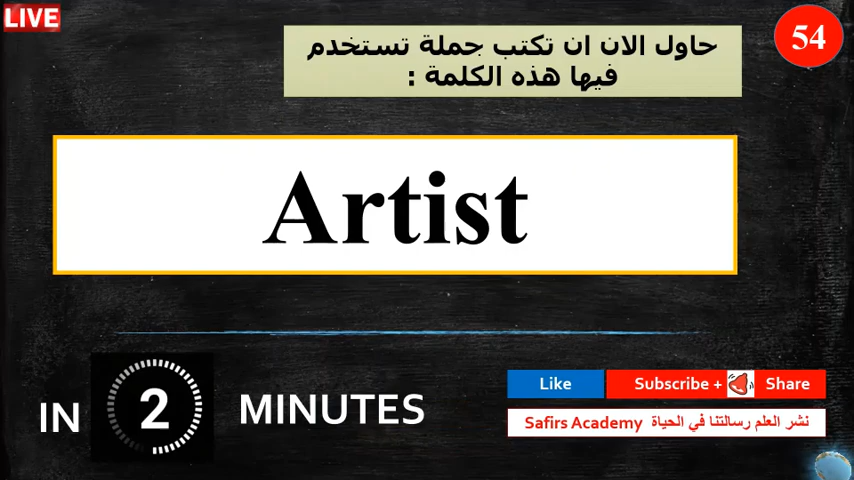 LIVE
54
حاول الان ان تكتب جملة تستخدم
فيها هذه الكلمة :
Artist
IN 2 MINUTES
Like Subscribe + Share
Safirs Academy نشر العلم رسالتنا في الحياة